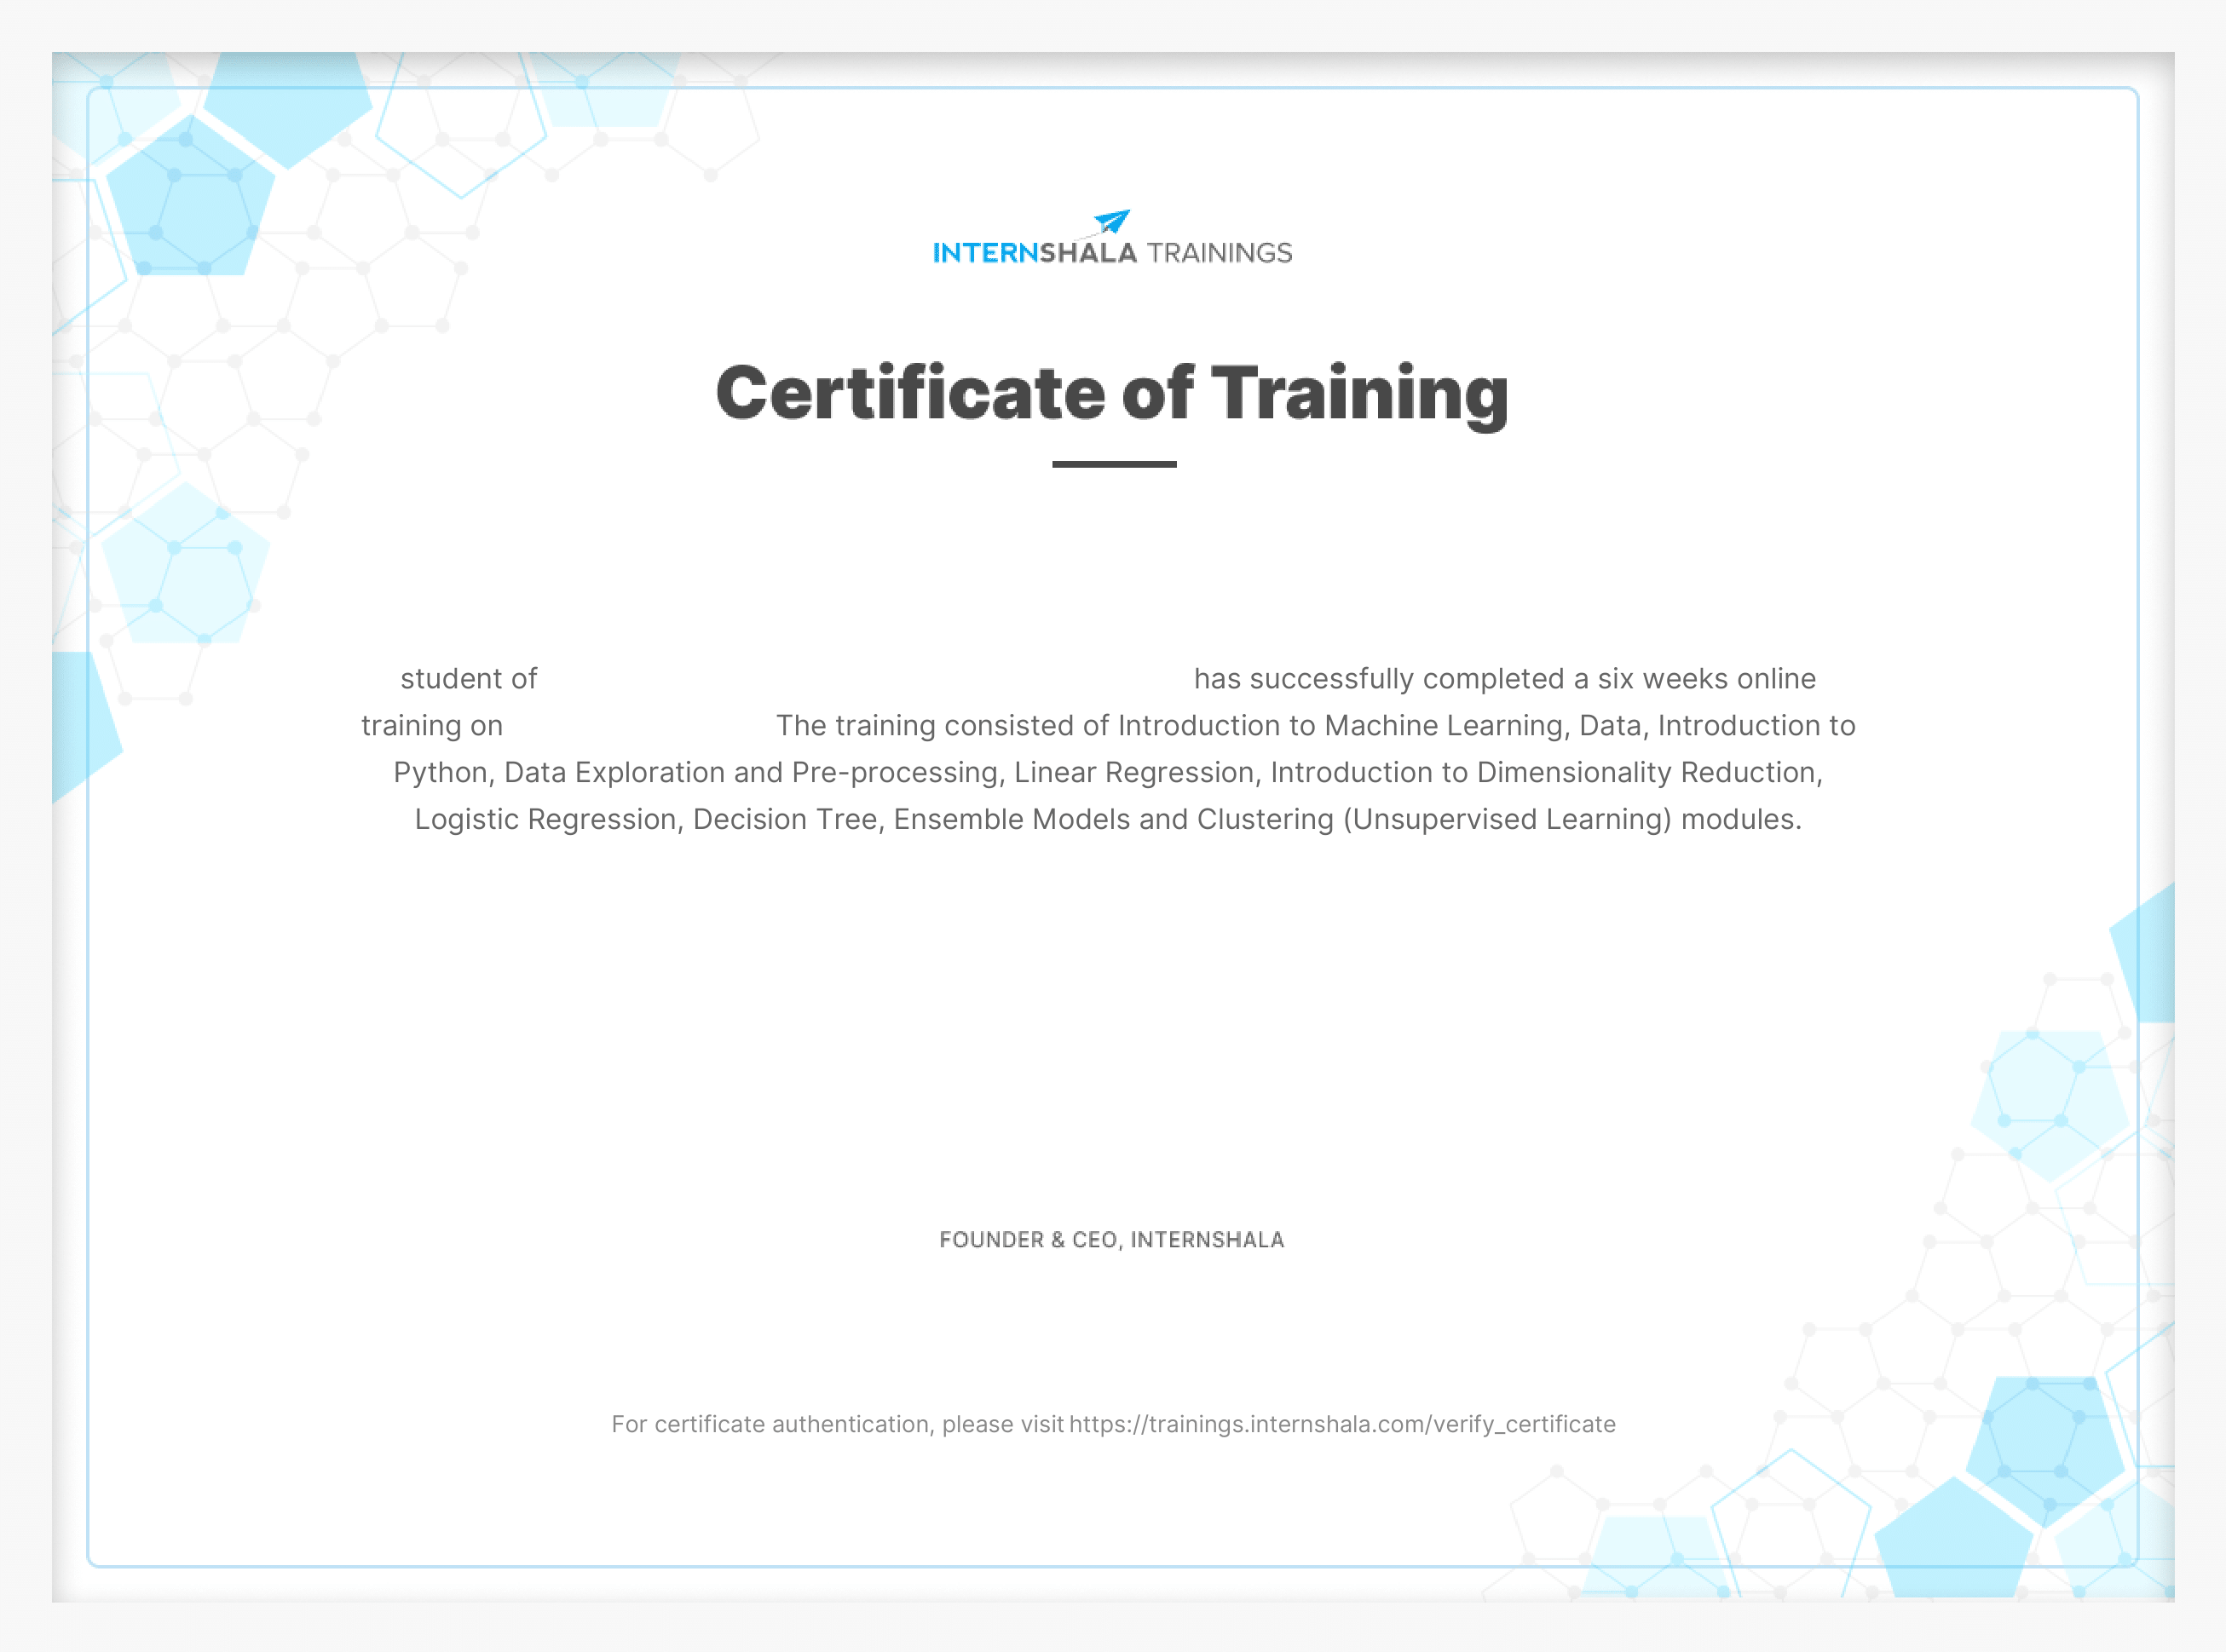 INTERNSHALA TRAININGS
Certificate of Training
student of has successfully completed a six weeks online
training on The training consisted of Introduction to Machine Learning, Data, Introduction to
Python, Data Exploration and Pre-processing, Linear Regression, Introduction to Dimensionality Reduction,
Logistic Regression, Decision Tree, Ensemble Models and Clustering (Unsupervised Learning) modules.
FOUNDER & CEO, INTERNSHALA
For certificate authentication, please visit https://trainings.internshala.com/verify_certificate